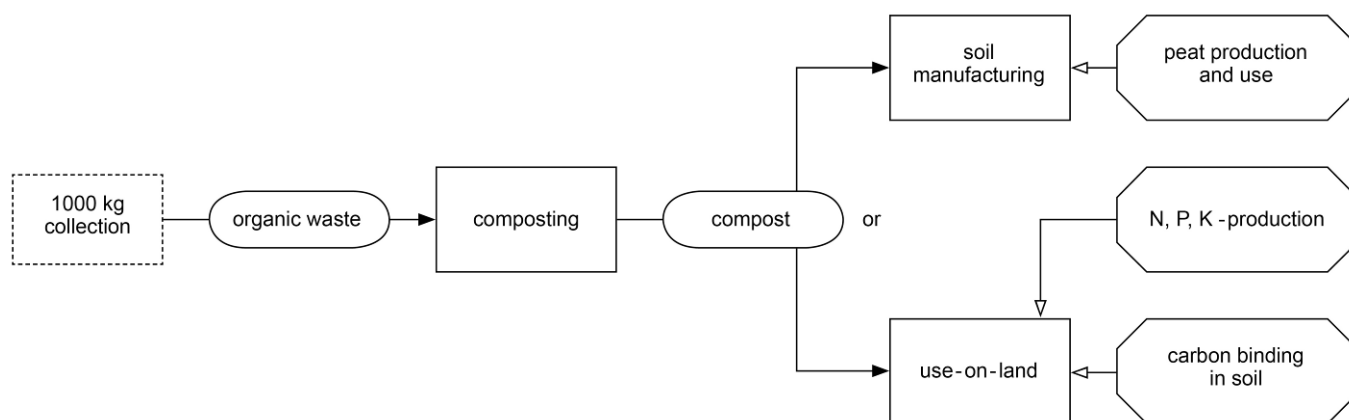 soil
manufacturing
peat production
and use
1000 kg
collection
organic waste
composting
compost
or
N, P, K -production
use-on-land
carbon binding
in soil